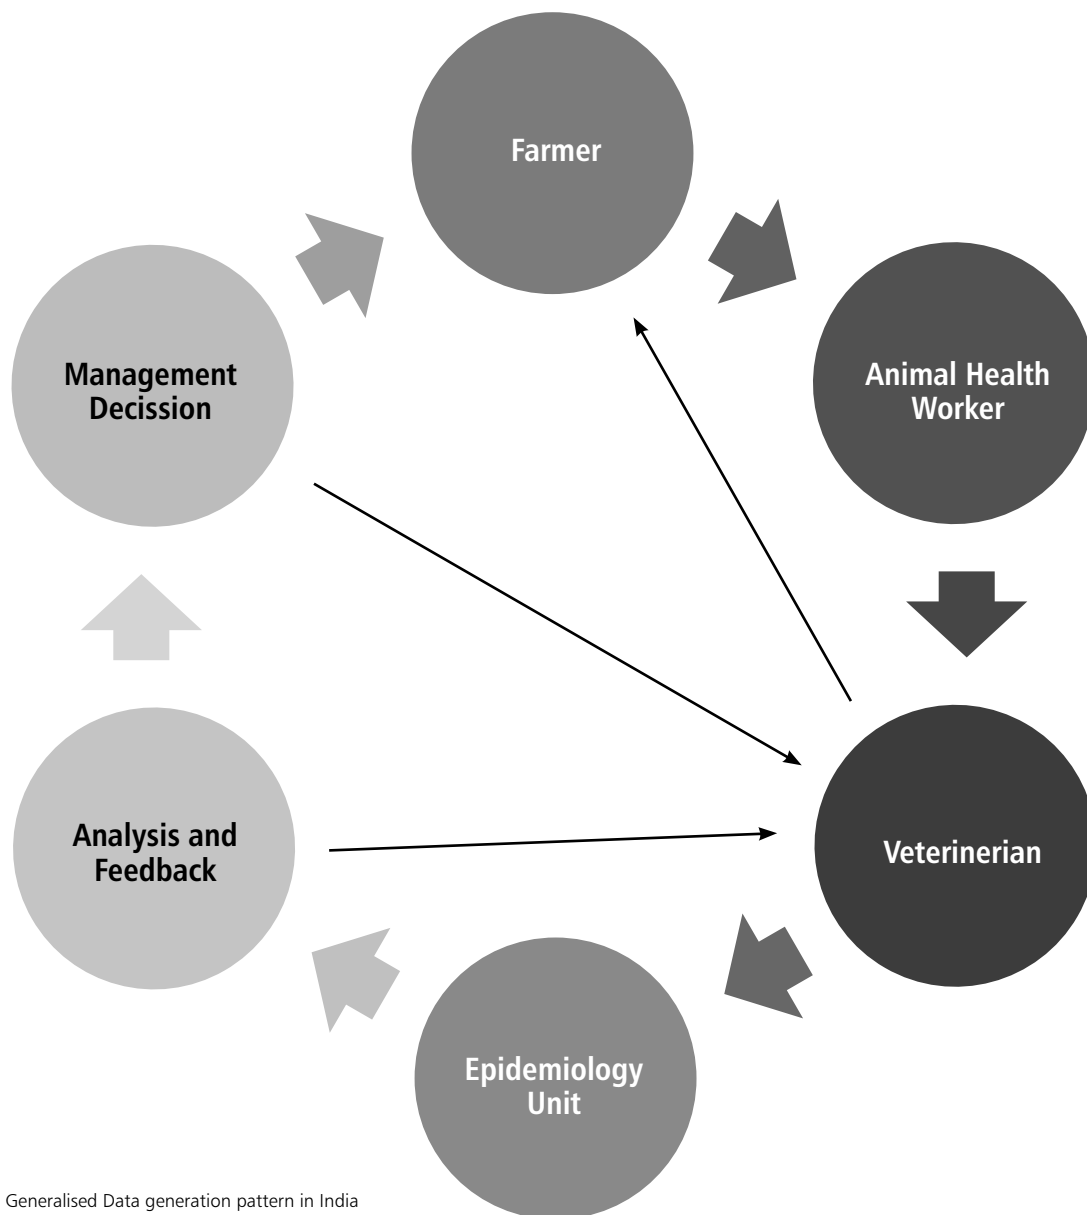 Farmer
Animal Health
Worker
Veterinerian
Epidemiology
Unit
Analysis and
Feedback
Management
Decission
Generalised Data generation pattern in India